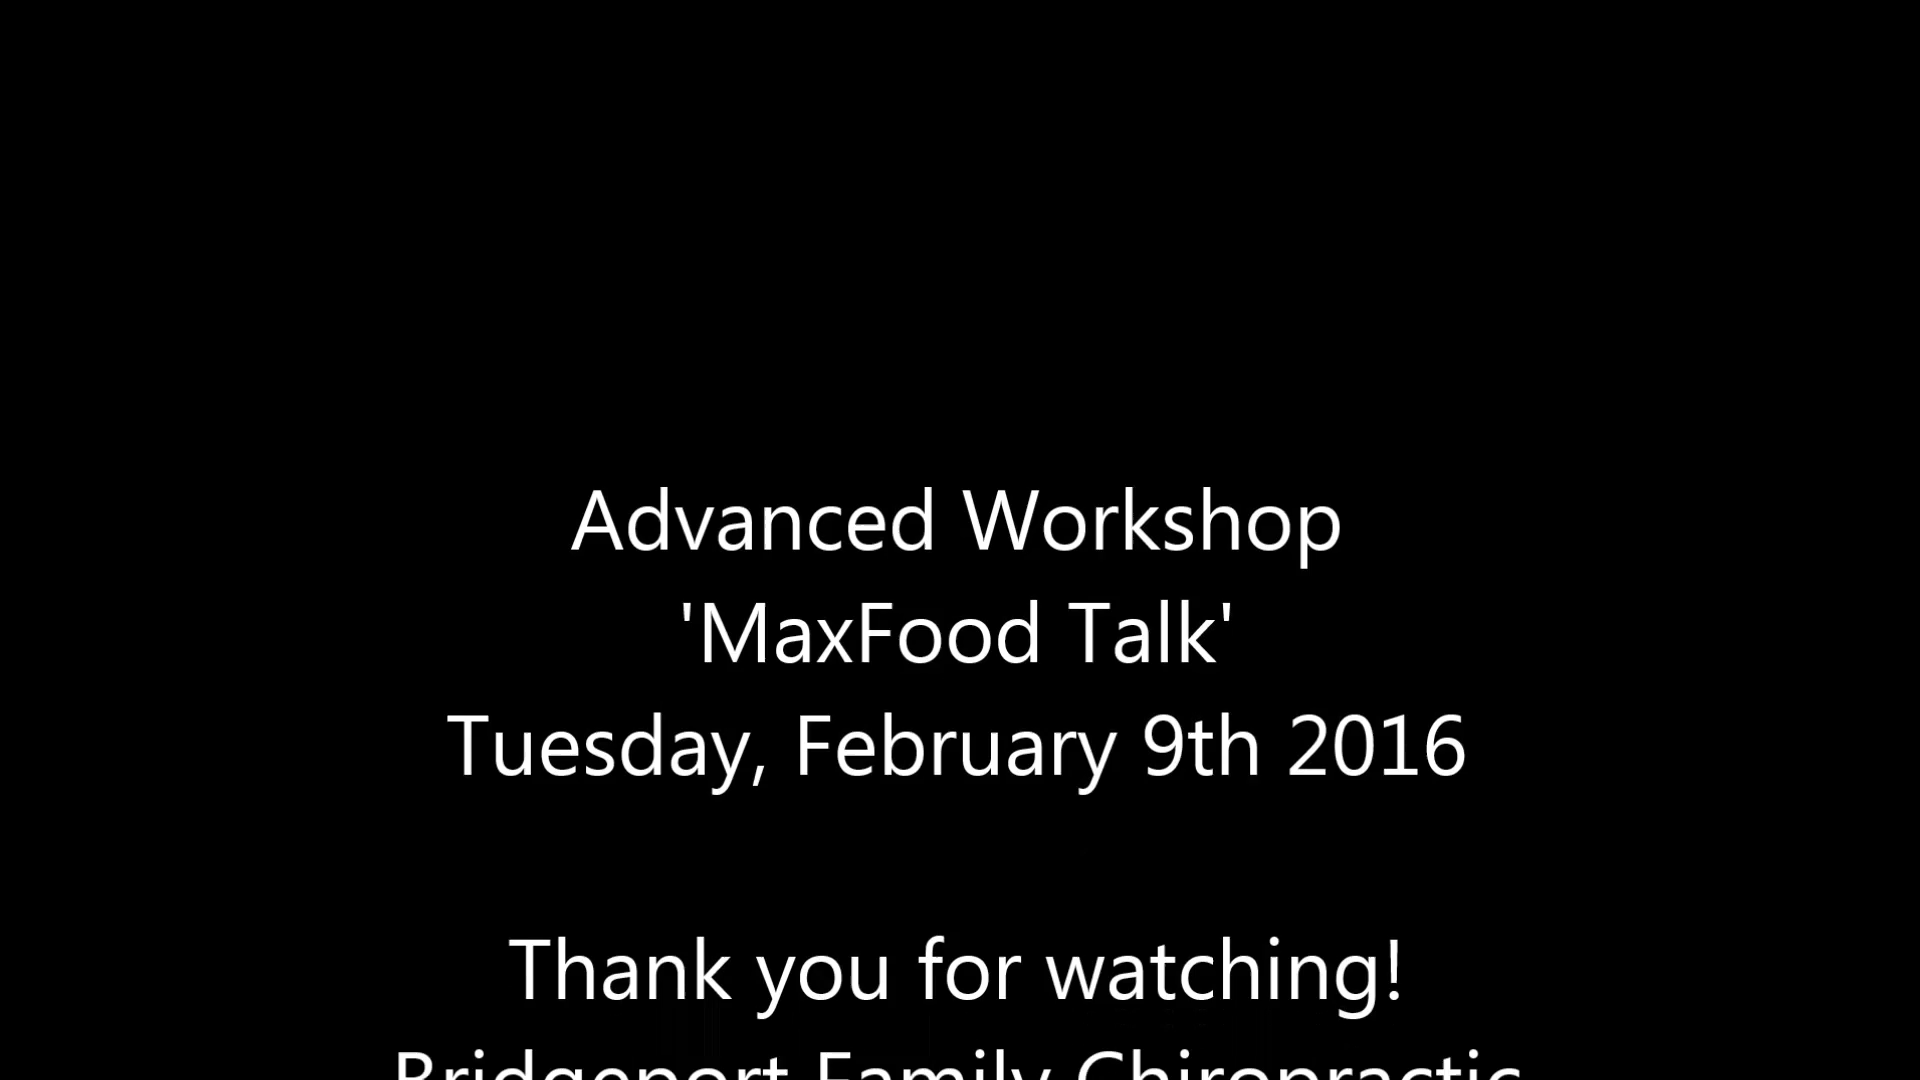 Advanced Workshop
'MaxFood Talk'
Tuesday, February 9th 2016
Thank you for watching!
Bridgeport Family Chiropractic